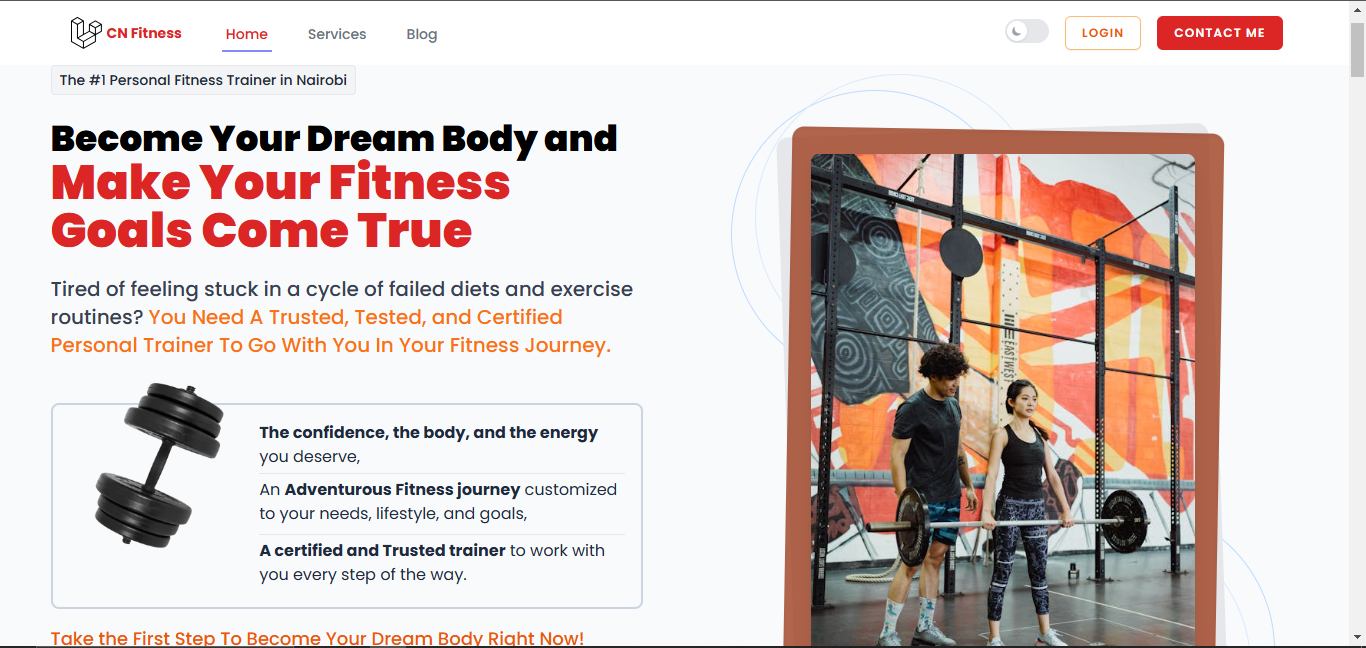 CN Fitness
Home
Services
Blog
LOGIN
CONTACT ME
The #1 Personal Fitness Trainer in Nairobi
Become Your Dream Body and
Make Your Fitness
Goals Come True
Tired of feeling stuck in a cycle of failed diets and exercise
routines? You Need A Trusted, Tested, and Certified
Personal Trainer To Go With You In Your Fitness Journey.
The confidence, the body, and the energy
you deserve,
An Adventurous Fitness journey customized
to your needs, lifestyle, and goals,
A certified and Trusted trainer to work with
you every step of the way.
Take the First Step To Become Your Dream Body Right Now!
EASTWEST